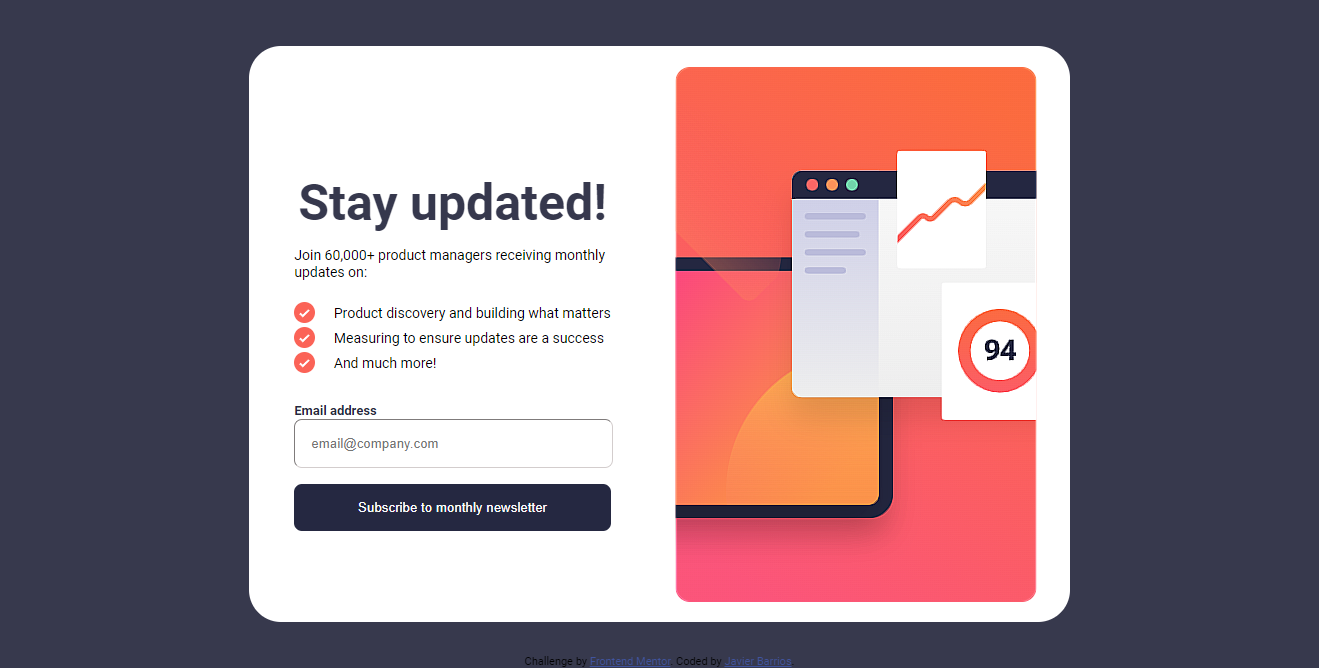 Stay updated!
Join 60,000+ product managers receiving monthly
updates on:
Product discovery and building what matters
Measuring to ensure updates are a success
And much more!
Email address
email@company.com
Subscribe to monthly newsletter
94
Challenge by Frontend Mentor. Coded by Javier Barrios.